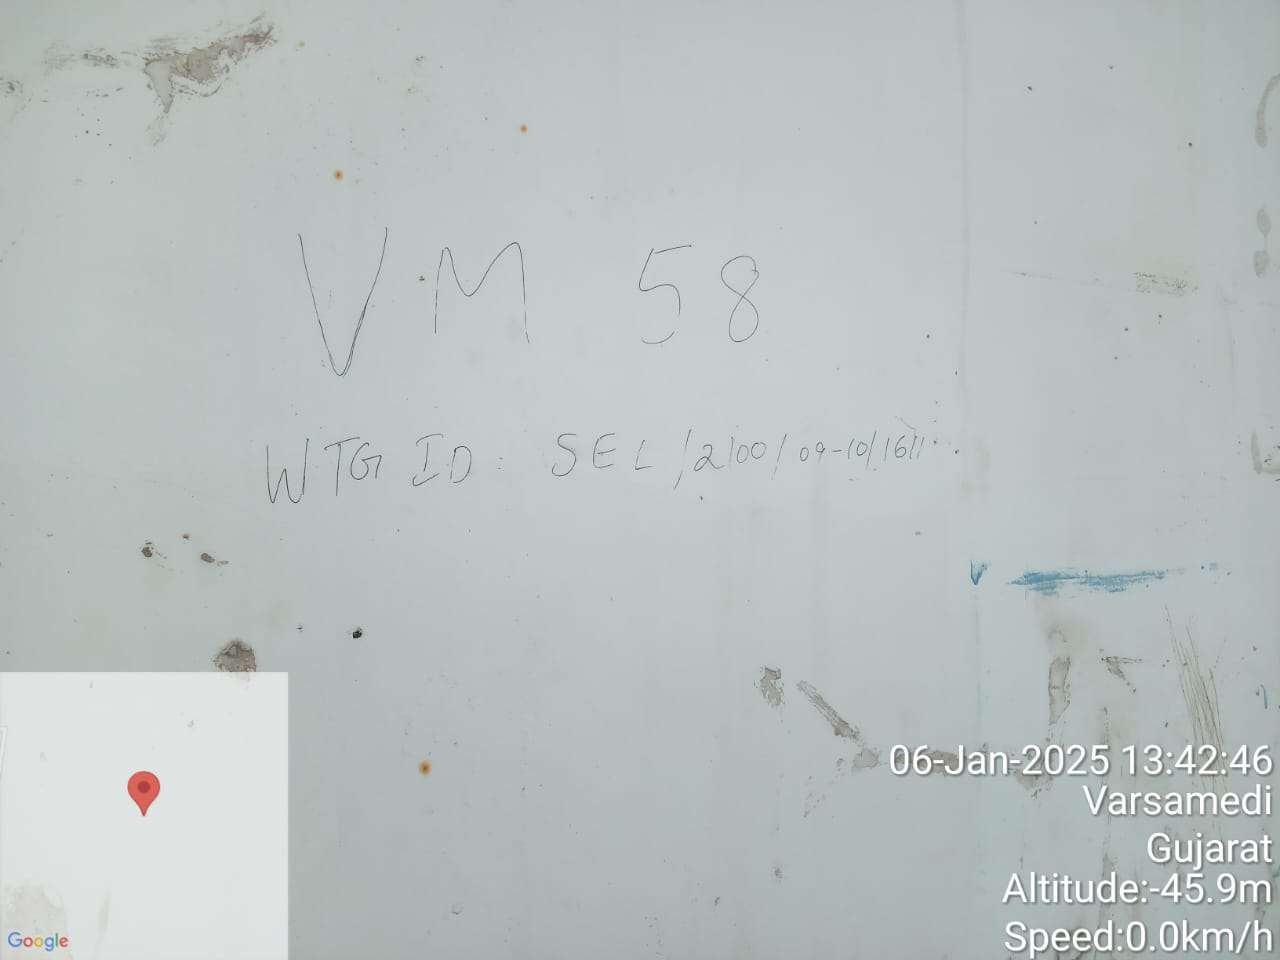 VM 58
WTG ID: SEL/2100/09-10/1611
06-Jan-2025 13:42:46
Varsamedi
Gujarat
Altitude:-45.9m
Speed:0.0km/h
Google